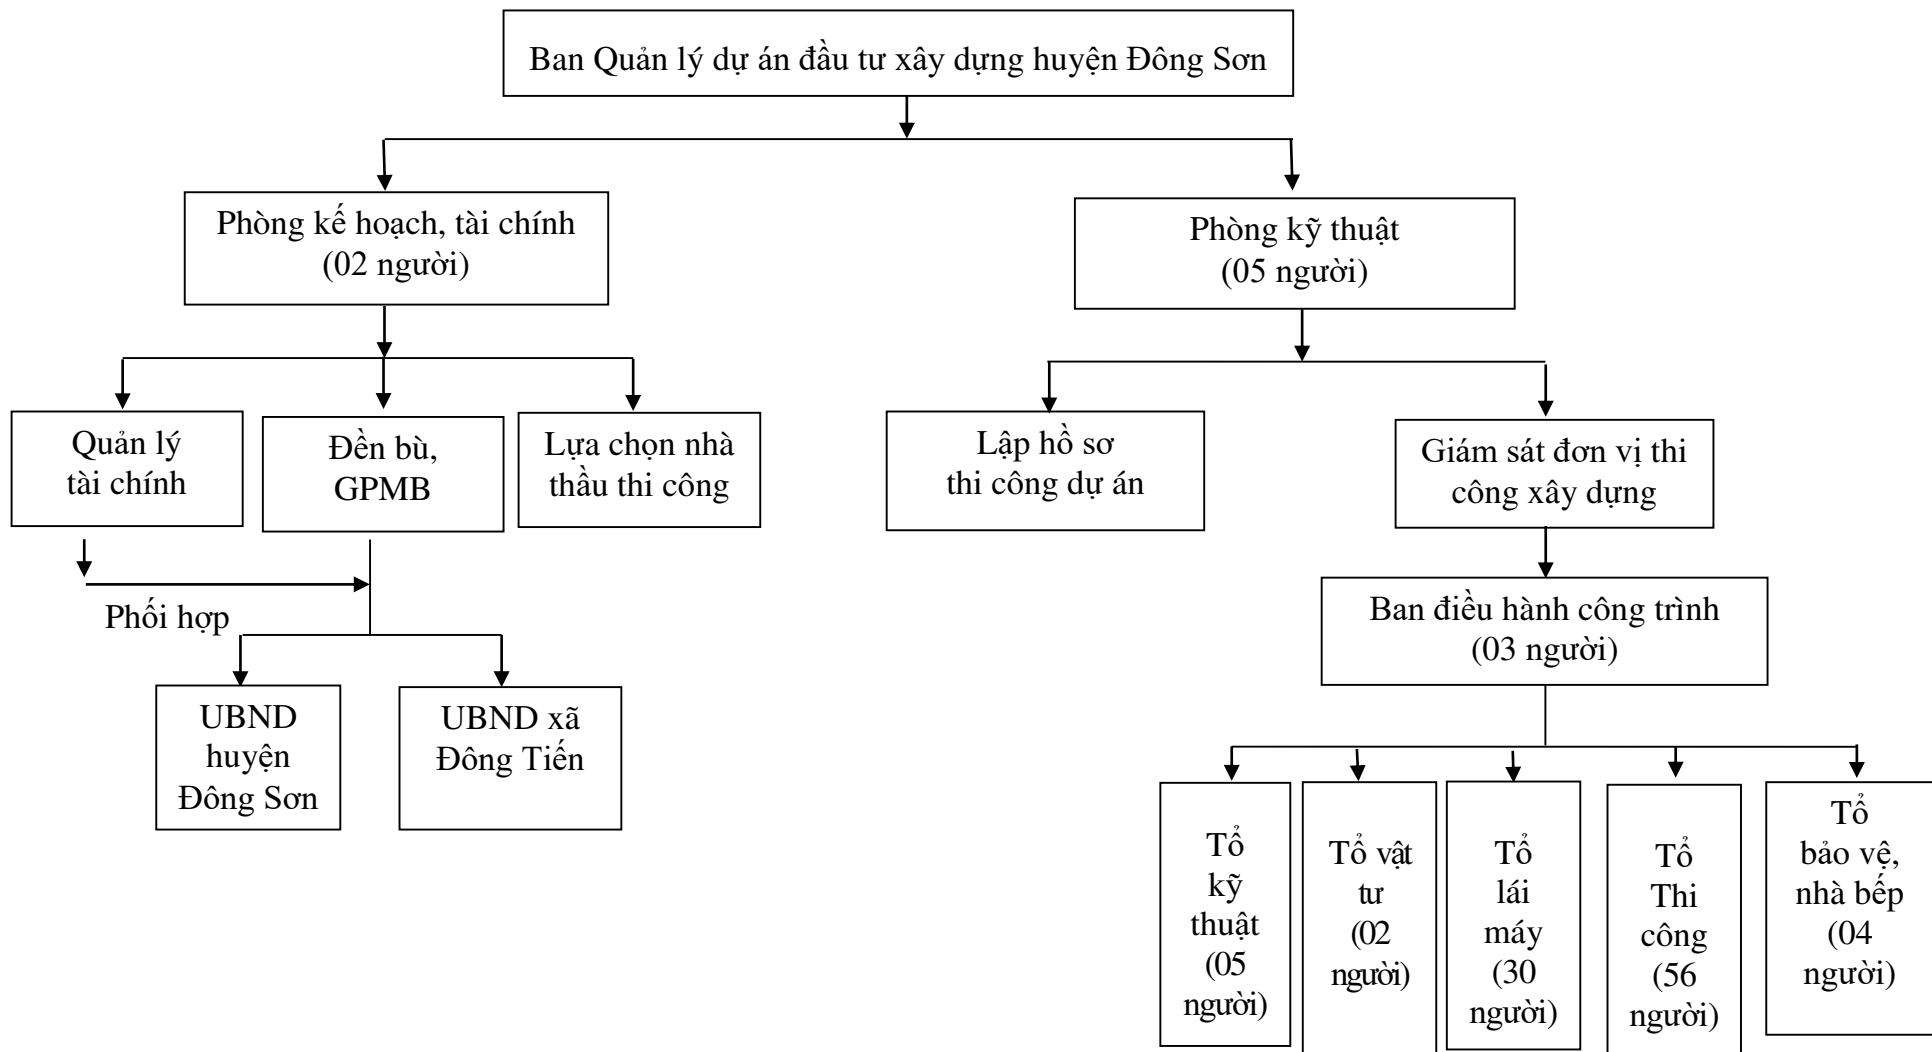 Ban Quản lý dự án đầu tư xây dựng huyện Đông Sơn
Phòng kế hoạch, tài chính
(02 người)
Phòng kỹ thuật
(05 người)
Quản lý
tài chính
Đền bù,
GPMB
Lựa chọn nhà
thầu thi công
Lập hồ sơ
thi công dự án
Giám sát đơn vị thi
công xây dựng
Phối hợp
Ban điều hành công trình
(03 người)
UBND
huyện
Đông Sơn
UBND xã
Đông Tiến
Tổ
kỹ
thuật
(05
người)
Tổ vật
tư
(02
người)
Tổ
lái
máy
(30
người)
Tổ
Thi
công
(56
người)
Tổ
bảo vệ,
nhà bếp
(04
người)